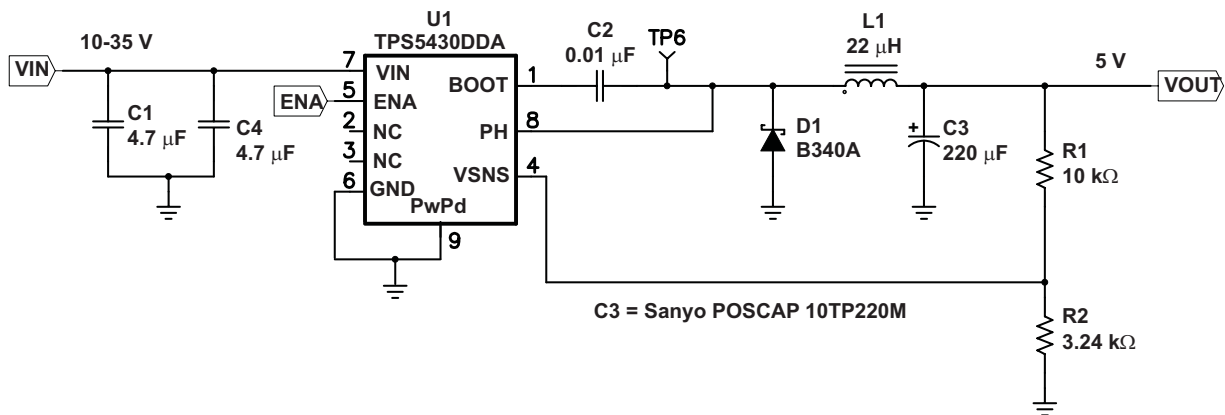 U1
TPS5430DDA
10-35 V
VIN
C1
4.7 μF
C4
4.7 μF
ENA
7
5
2
3
6
VIN
ENA
NC
NC
GND
BOOT
PH
VSNS
PwPd
1
8
4
9
C2
0.01 μF
TP6
L1
22 μH
5 V
VOUT
D1
B340A
C3
220 μF
R1
10 kΩ
C3 = Sanyo POSCAP 10TP220M
R2
3.24 kΩ
+